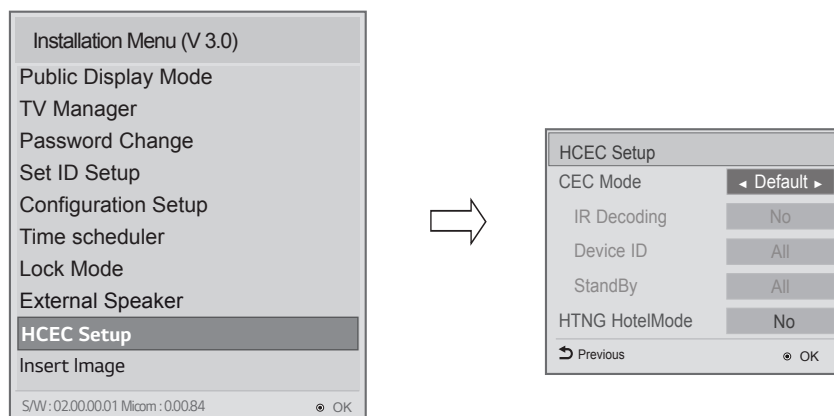 Installation Menu (V 3.0)
Public Display Mode
TV Manager
Password Change
Set ID Setup
Configuration Setup
Time scheduler
Lock Mode
External Speaker
HCEC Setup
Insert Image
S/W : 02.00.00.01 Micom : 0.00.84 ◉ OK
HCEC Setup
CEC Mode ◄ Default ►
IR Decoding No
Device ID All
StandBy All
HTNG HotelMode No
Previous ◉ OK